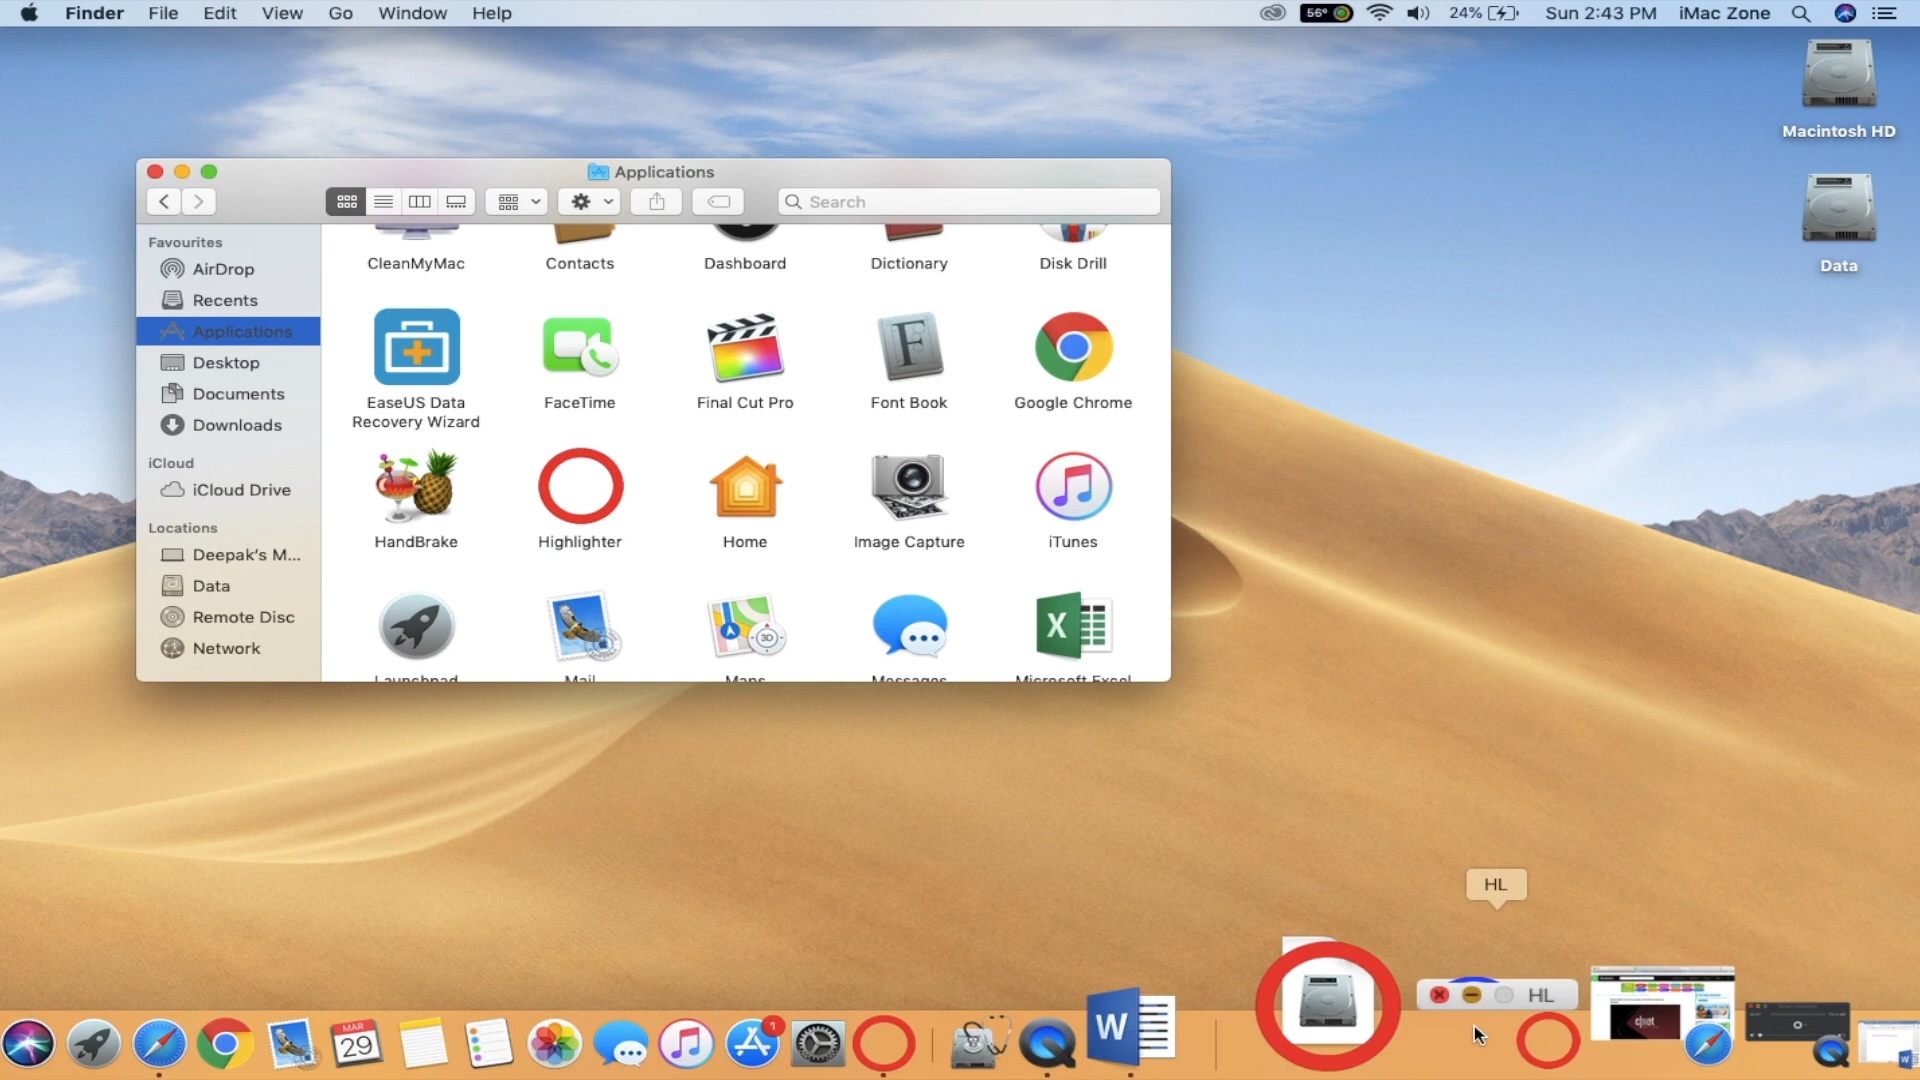 Finder File Edit View Go Window Help
56° 24% Sun 2:43 PM iMac Zone
Macintosh HD
Data
Applications
Search
Favourites
AirDrop
Recents
Applications
Desktop
Documents
Downloads
iCloud
iCloud Drive
Locations
Deepak’s M...
Data
Remote Disc
Network
CleanMyMac Contacts Dashboard Dictionary Disk Drill
EaseUS Data Recovery Wizard FaceTime Final Cut Pro Font Book Google Chrome
HandBrake Highlighter Home Image Capture iTunes
3D
X
Launchpad Mail Maps Messages Microsoft Excel
HL
HL
MAR
29
1
W
c|net